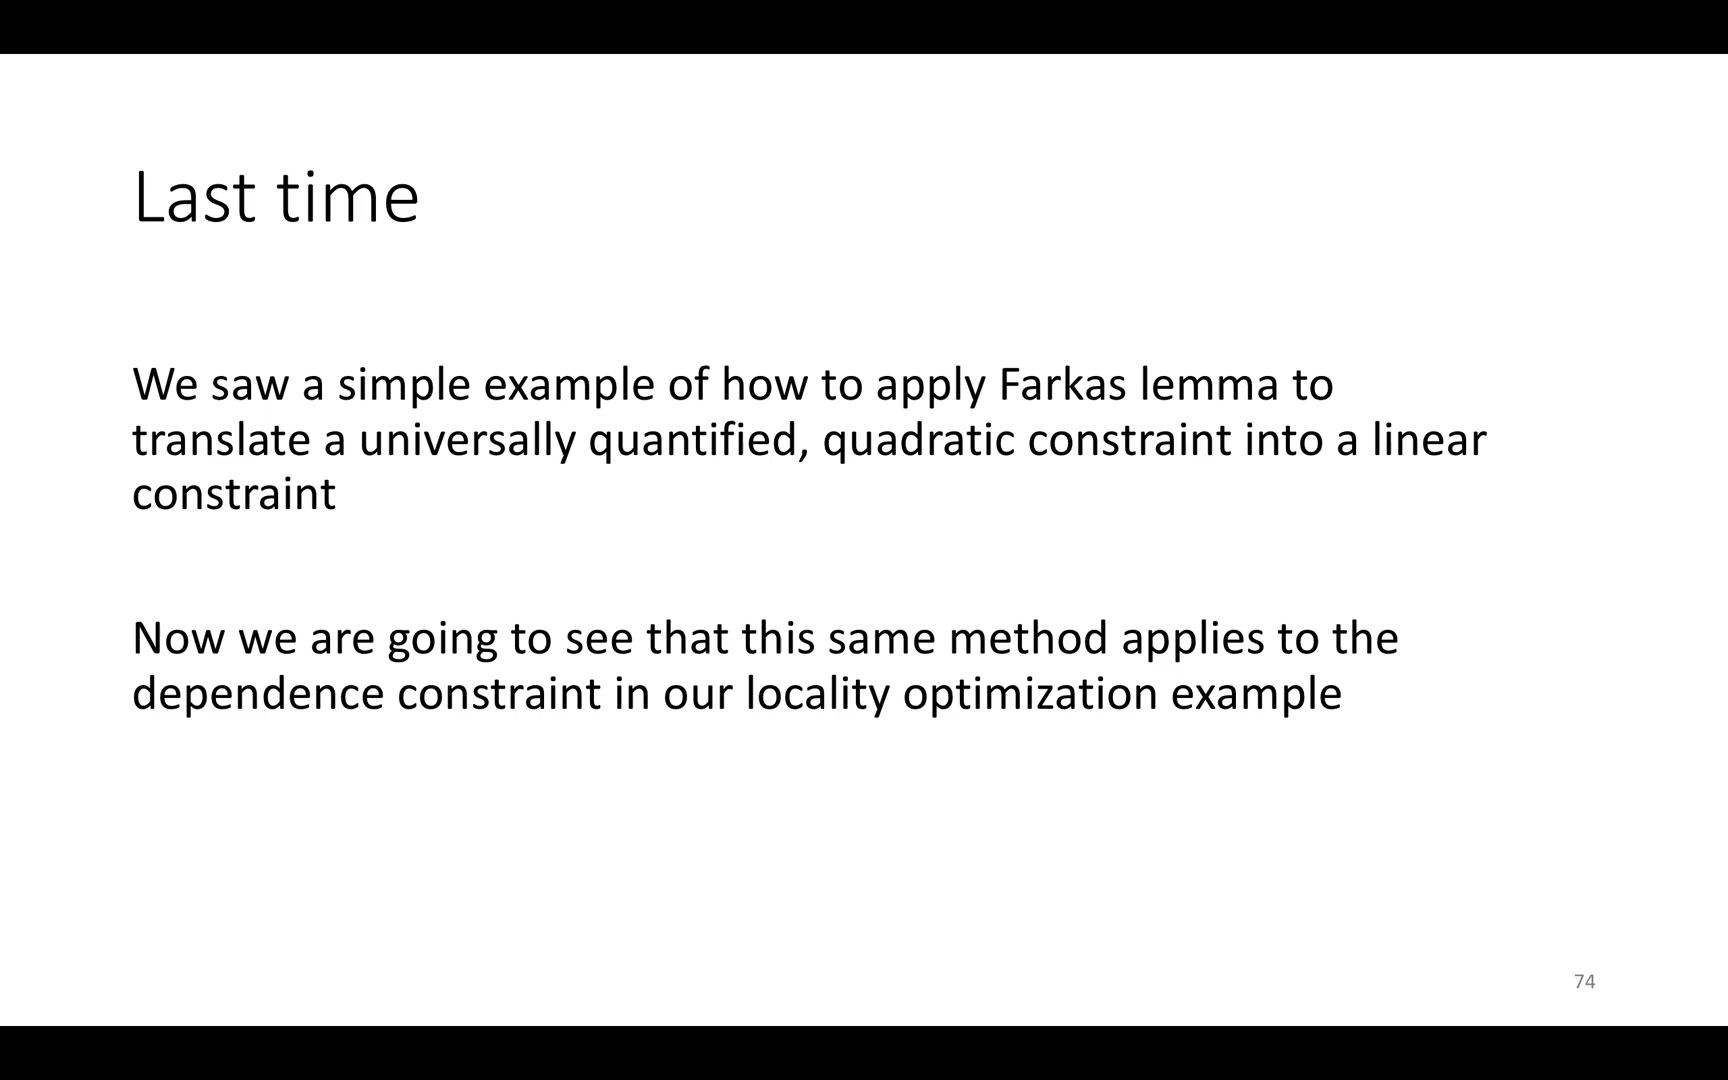 Last time
We saw a simple example of how to apply Farkas lemma to
translate a universally quantified, quadratic constraint into a linear
constraint
Now we are going to see that this same method applies to the
dependence constraint in our locality optimization example
74